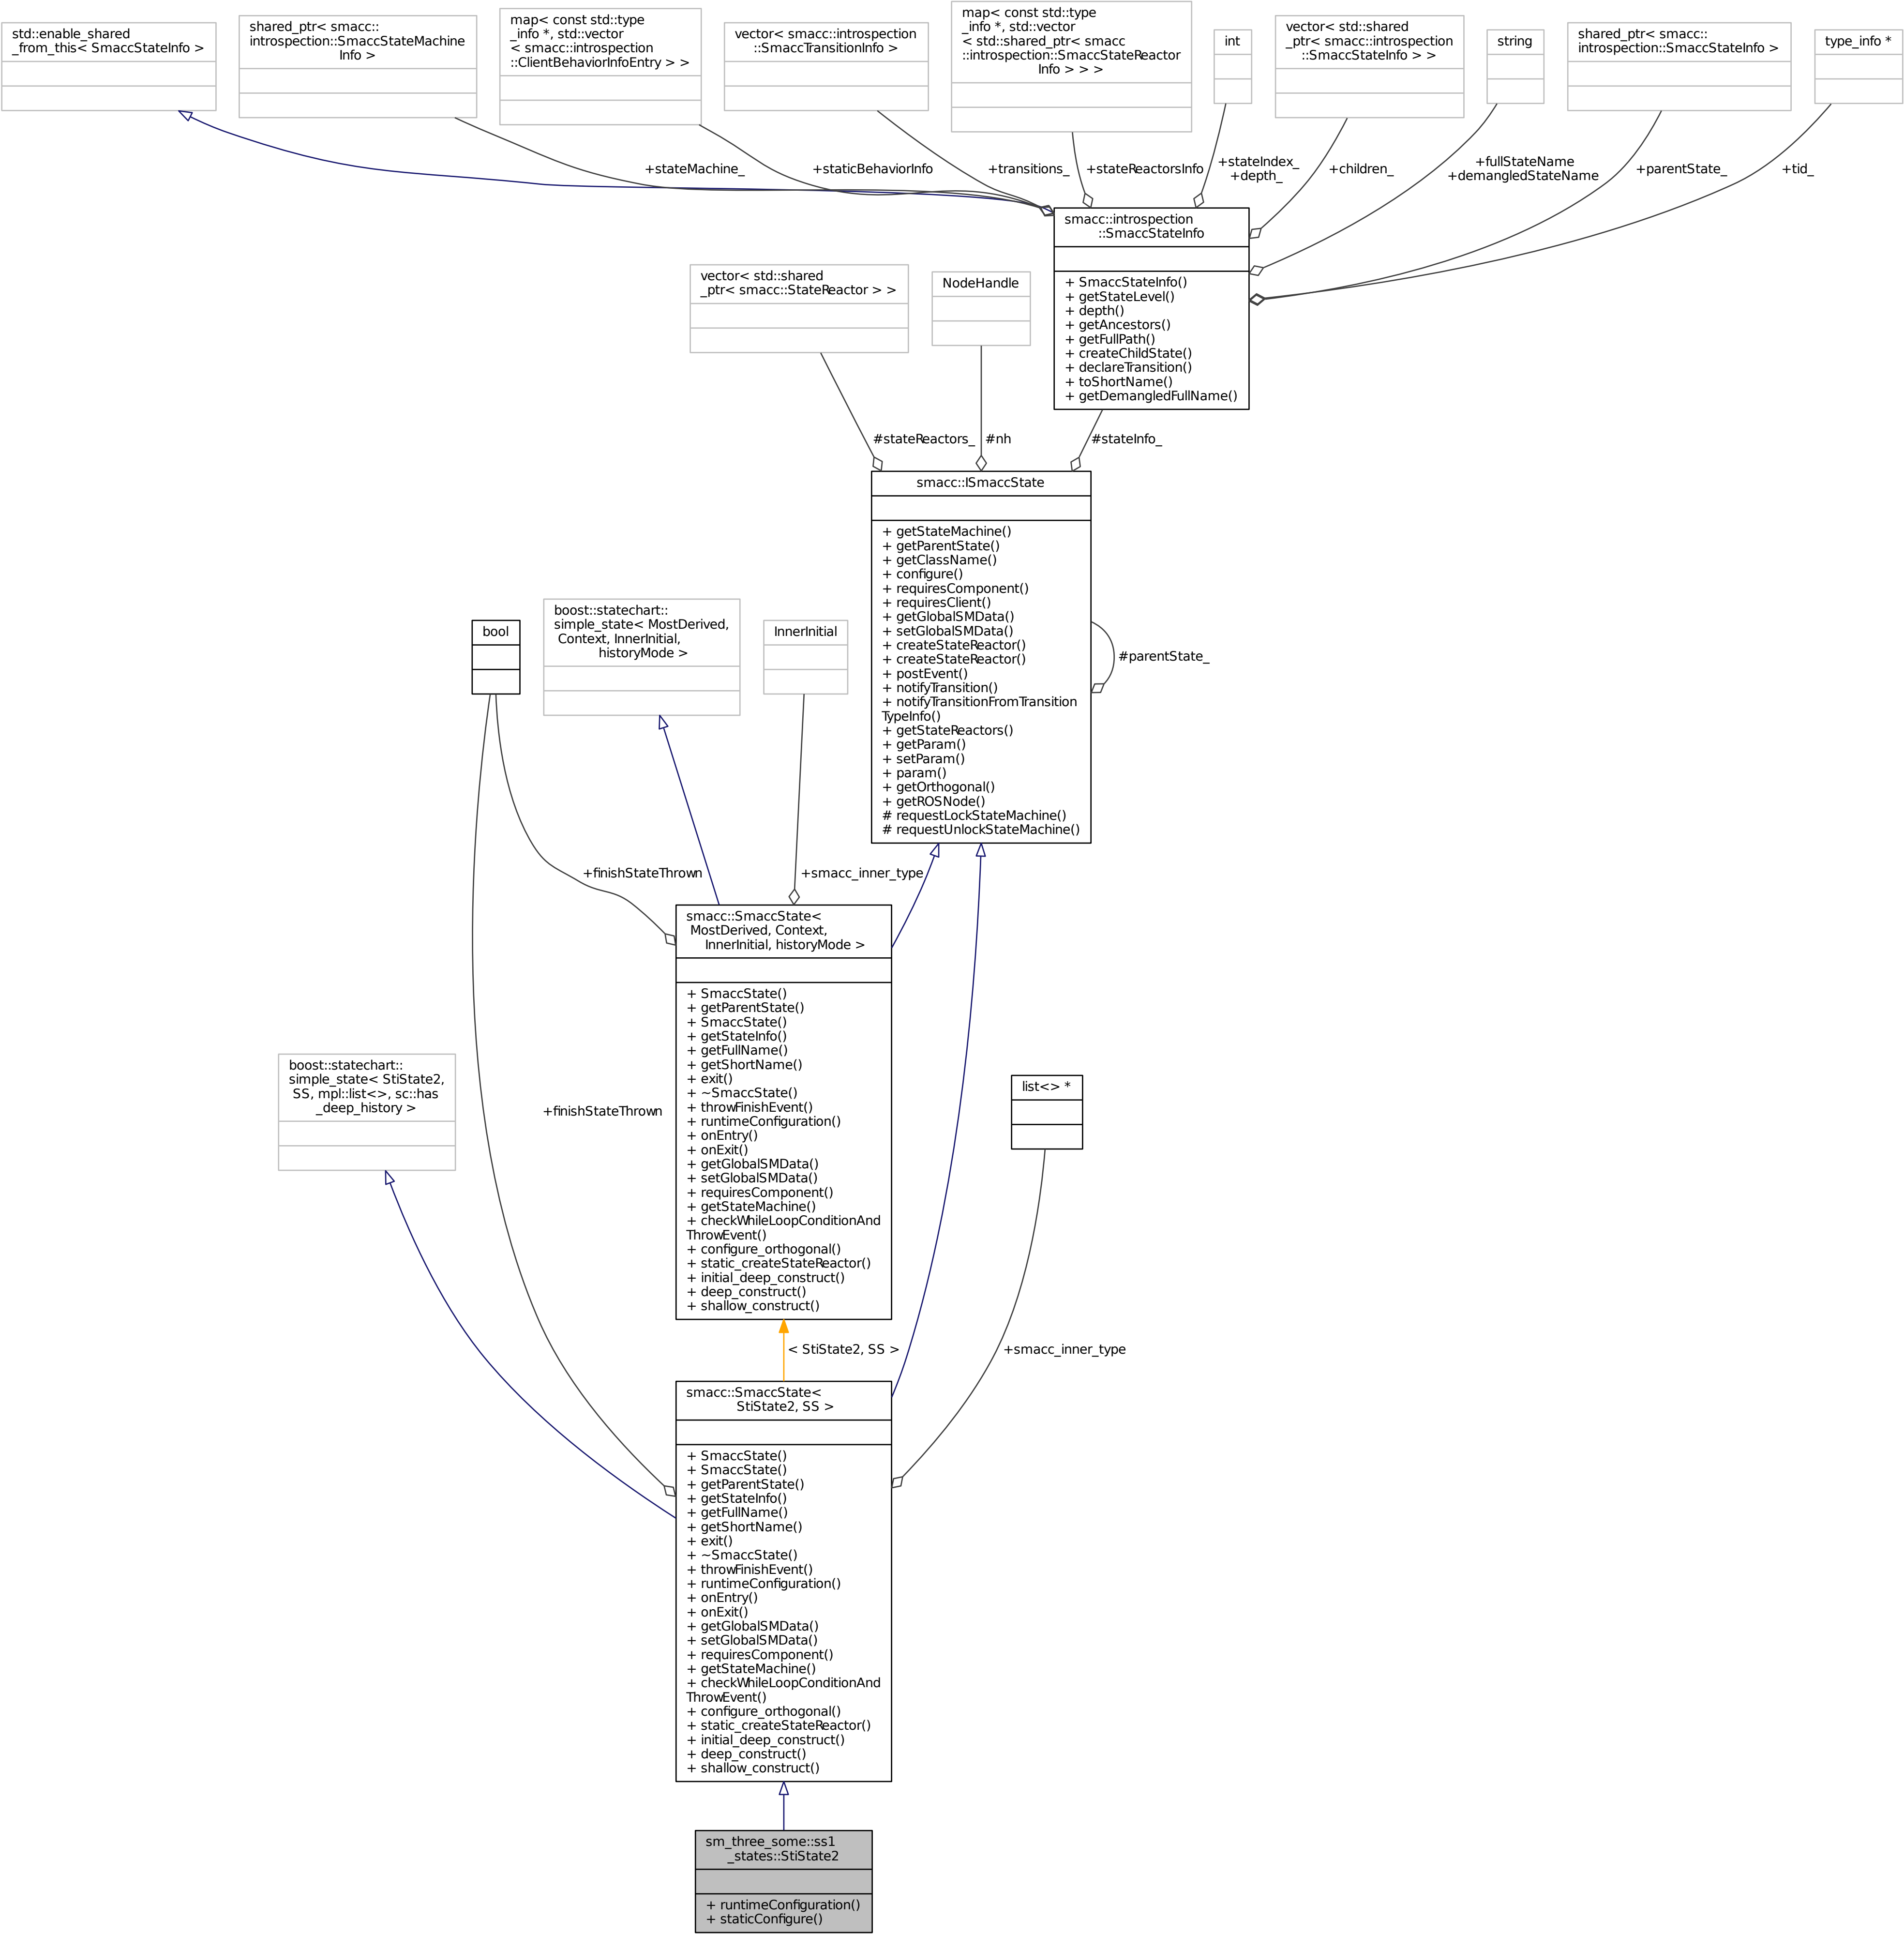 std::enable_shared
_from_this< SmaccStateInfo >
shared_ptr< smacc::
introspection::SmaccStateMachine
Info >
map< const std::type
_info *, std::vector
< smacc::introspection
::ClientBehaviorInfoEntry > >
vector< smacc::introspection
::SmaccTransitionInfo >
map< const std::type
_info *, std::vector
< std::shared_ptr< smacc
::introspection::SmaccStateReactor
Info > > >
int
vector< std::shared
_ptr< smacc::introspection
::SmaccStateInfo > >
string
shared_ptr< smacc::
introspection::SmaccStateInfo >
type_info *
+stateMachine_
+staticBehaviorInfo
+transitions_
+stateReactorsInfo
+stateIndex_
+depth_
+children_
+fullStateName
+demangledStateName
+parentState_
+tid_
smacc::introspection
::SmaccStateInfo
+ SmaccStateInfo()
+ getStateLevel()
+ depth()
+ getAncestors()
+ getFullPath()
+ createChildState()
+ declareTransition()
+ toShortName()
+ getDemangledFullName()
vector< std::shared
_ptr< smacc::StateReactor > >
NodeHandle
#stateReactors_
#nh
#stateInfo_
smacc::ISmaccState
+ getStateMachine()
+ getParentState()
+ getClassName()
+ configure()
+ requiresComponent()
+ requiresClient()
+ getGlobalSMData()
+ setGlobalSMData()
+ createStateReactor()
+ createStateReactor()
+ postEvent()
+ notifyTransition()
+ notifyTransitionFromTransition
TypeInfo()
+ getStateReactors()
+ getParam()
+ setParam()
+ param()
+ getOrthogonal()
+ getROSNode()
# requestLockStateMachine()
# requestUnlockStateMachine()
#parentState_
bool
boost::statechart::
simple_state< MostDerived,
Context, InnerInitial,
historyMode >
InnerInitial
+finishStateThrown
+smacc_inner_type
smacc::SmaccState<
MostDerived, Context,
InnerInitial, historyMode >
+ SmaccState()
+ getParentState()
+ SmaccState()
+ getStateInfo()
+ getFullName()
+ getShortName()
+ exit()
+ ~SmaccState()
+ throwFinishEvent()
+ runtimeConfiguration()
+ onEntry()
+ onExit()
+ getGlobalSMData()
+ setGlobalSMData()
+ requiresComponent()
+ getStateMachine()
+ checkWhileLoopConditionAnd
ThrowEvent()
+ configure_orthogonal()
+ static_createStateReactor()
+ initial_deep_construct()
+ deep_construct()
+ shallow_construct()
boost::statechart::
simple_state< StiState2,
SS, mpl::list<>, sc::has
_deep_history >
+finishStateThrown
list<> *
< StiState2, SS >
+smacc_inner_type
smacc::SmaccState<
StiState2, SS >
+ SmaccState()
+ SmaccState()
+ getParentState()
+ getStateInfo()
+ getFullName()
+ getShortName()
+ exit()
+ ~SmaccState()
+ throwFinishEvent()
+ runtimeConfiguration()
+ onEntry()
+ onExit()
+ getGlobalSMData()
+ setGlobalSMData()
+ requiresComponent()
+ getStateMachine()
+ checkWhileLoopConditionAnd
ThrowEvent()
+ configure_orthogonal()
+ static_createStateReactor()
+ initial_deep_construct()
+ deep_construct()
+ shallow_construct()
sm_three_some::ss1
_states::StiState2
+ runtimeConfiguration()
+ staticConfigure()